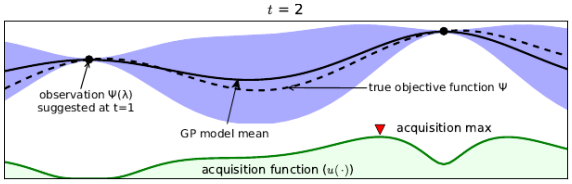 t = 2
observation Ψ(λ)
suggested at t=1
true objective function Ψ
GP model mean
acquisition max
acquisition function (u(·))